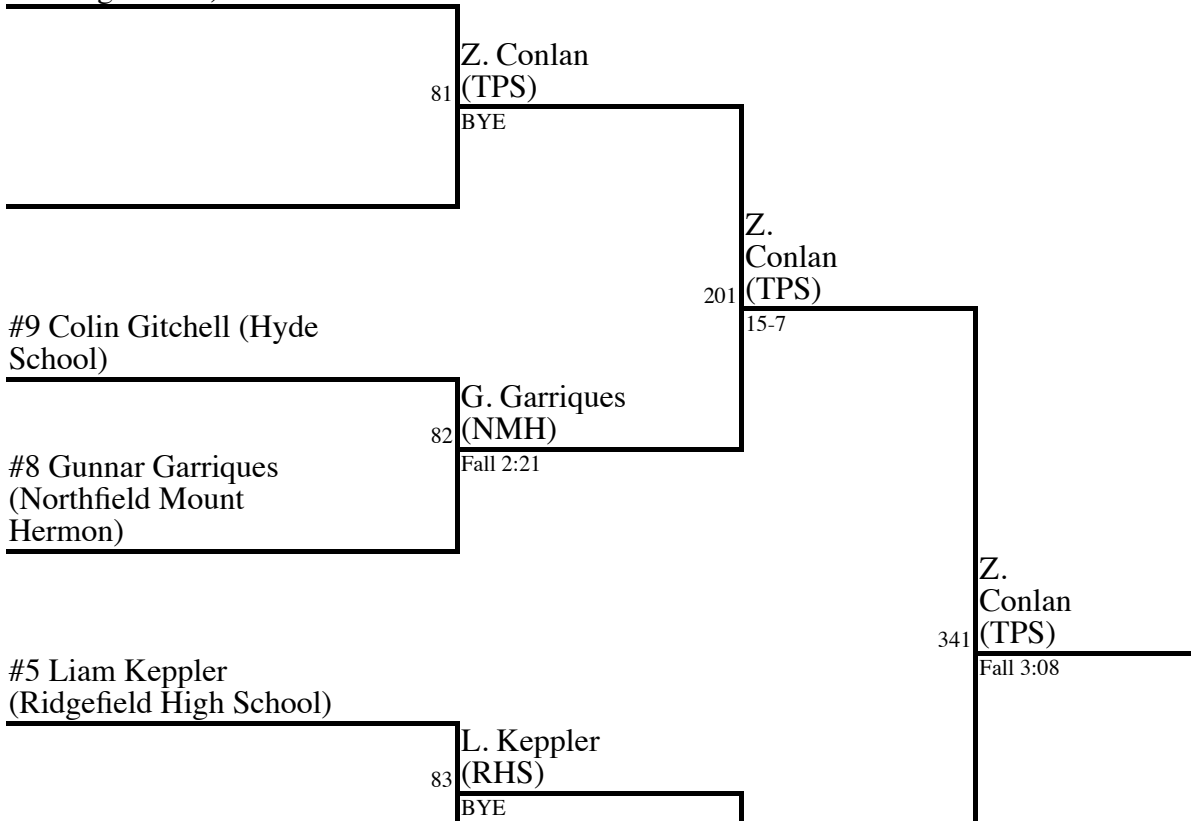 Z. Conlan
81 (TPS)
BYE
Z.
Conlan
201 (TPS)
15-7
#9 Colin Gitchell (Hyde
School)
G. Garriques
82 (NMH)
Fall 2:21
#8 Gunnar Garriques
(Northfield Mount
Hermon)
Z.
Conlan
341 (TPS)
Fall 3:08
#5 Liam Keppler
(Ridgefield High School)
L. Keppler
83 (RHS)
BYE